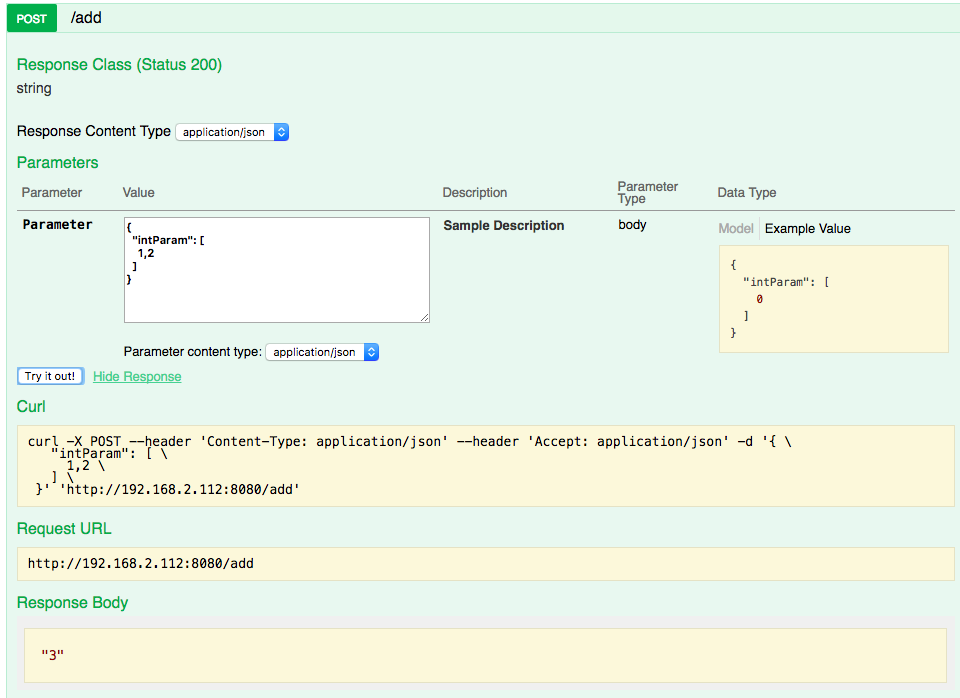 POST /add
Response Class (Status 200)
string
Response Content Type application/json
Parameters
Parameter Value Description Parameter Type Data Type
Parameter
{
"intParam": [
1,2
]
}
Sample Description
body
Model Example Value
{
"intParam": [
0
]
}
Parameter content type: application/json
Try it out! Hide Response
Curl
curl -X POST --header 'Content-Type: application/json' --header 'Accept: application/json' -d '{ \
"intParam": [ \
1,2 \
] \
}' 'http://192.168.2.112:8080/add'
Request URL
http://192.168.2.112:8080/add
Response Body
"3"